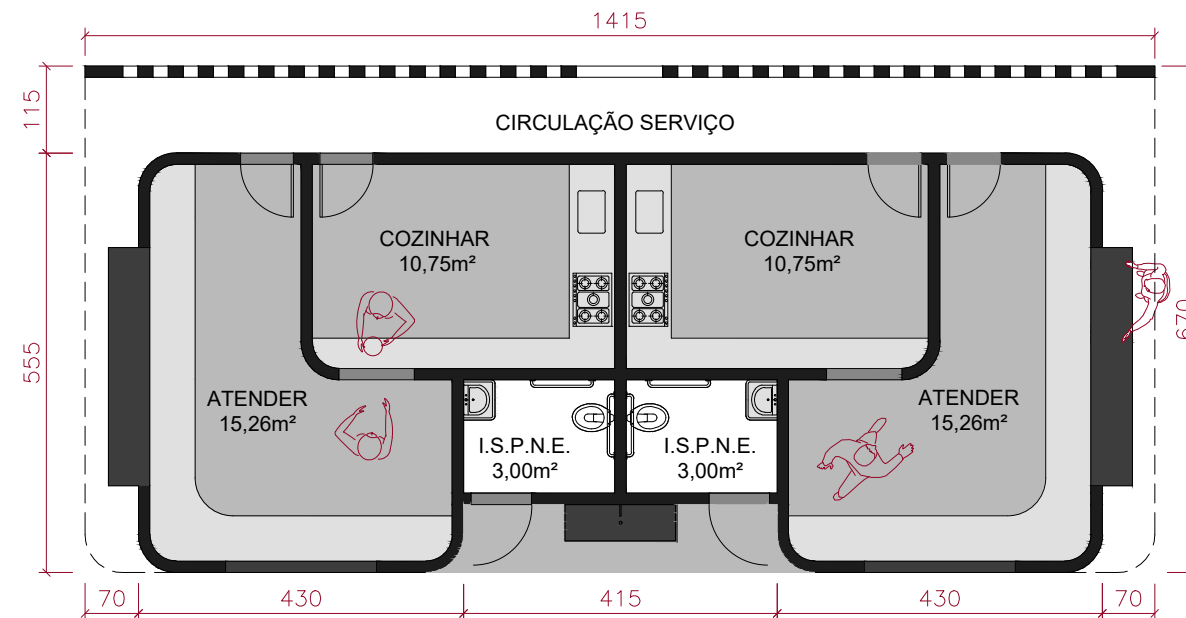 1415
115
CIRCULAÇÃO SERVIÇO
COZINHAR
10,75m²
COZINHAR
10,75m²
555
670
ATENDER
15,26m²
ATENDER
15,26m²
I.S.P.N.E.
3,00m²
I.S.P.N.E.
3,00m²
70
430
415
430
70